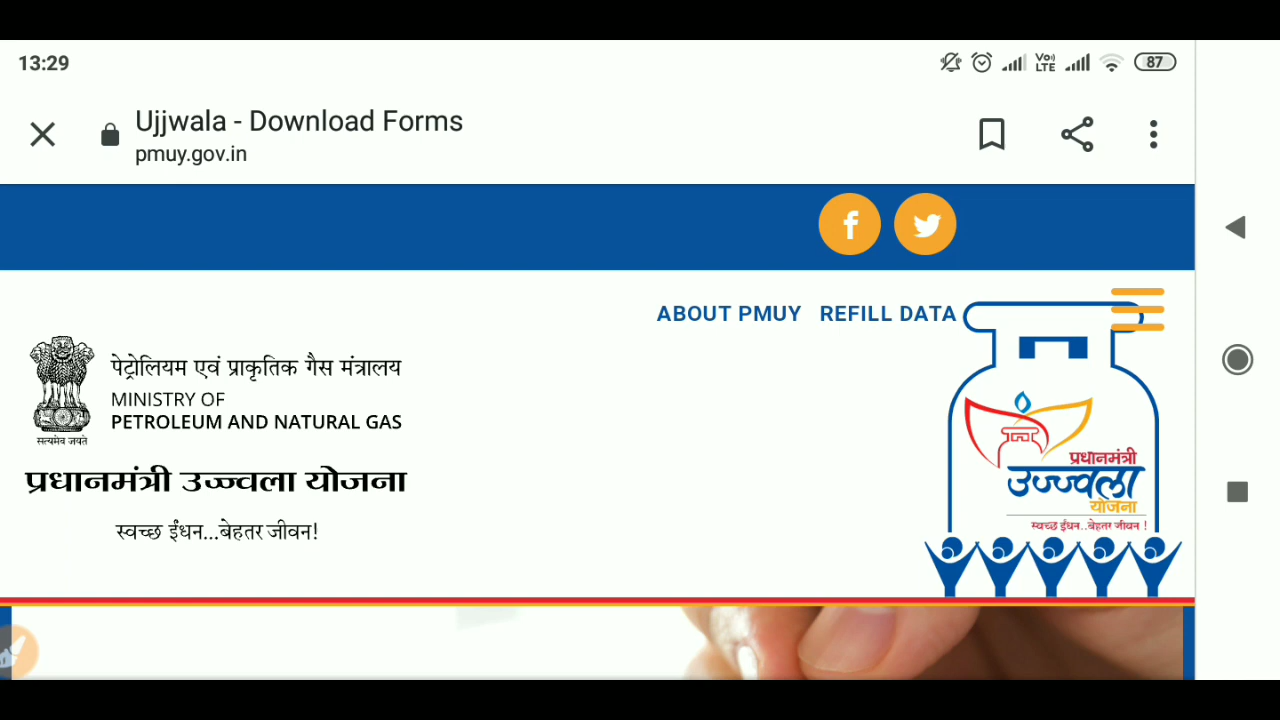 13:29
Vo)) LTE
87
Ujjwala - Download Forms
pmuy.gov.in
f
ABOUT PMUY REFILL DATA
पेट्रोलियम एवं प्राकृतिक गैस मंत्रालय
MINISTRY OF
PETROLEUM AND NATURAL GAS
सत्यमेव जयते
प्रधानमंत्री उज्ज्वला योजना
स्वच्छ ईंधन...बेहतर जीवन!
प्रधानमंत्री
उज्ज्वला
योजना
स्वच्छ ईंधन..बेहतर जीवन !